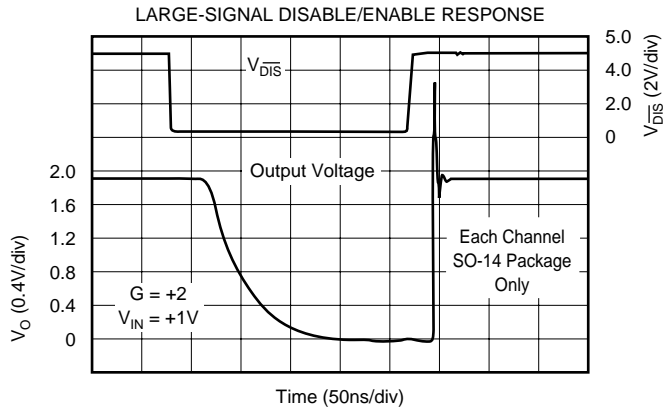 LARGE-SIGNAL DISABLE/ENABLE RESPONSE
5.0
4.0
2.0
0
V_DIS (2V/div)
V_DIS
Output Voltage
2.0
1.6
1.2
0.8
0.4
0
V_O (0.4V/div)
G = +2
V_IN = +1V
Each Channel
SO-14 Package
Only
Time (50ns/div)